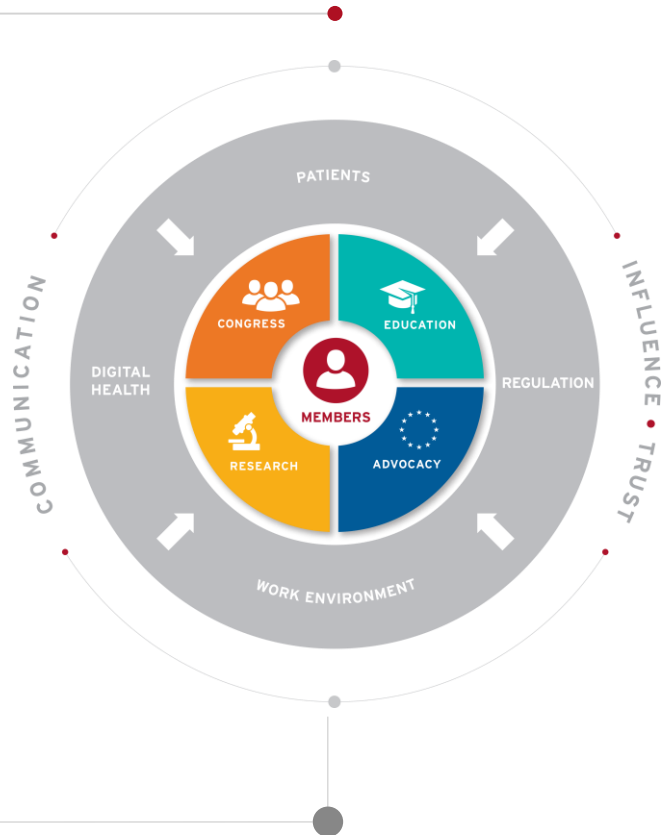 PATIENTS
COMMUNICATION
INFLUENCE • TRUST
CONGRESS
EDUCATION
DIGITAL
HEALTH
REGULATION
MEMBERS
RESEARCH
ADVOCACY
WORK ENVIRONMENT